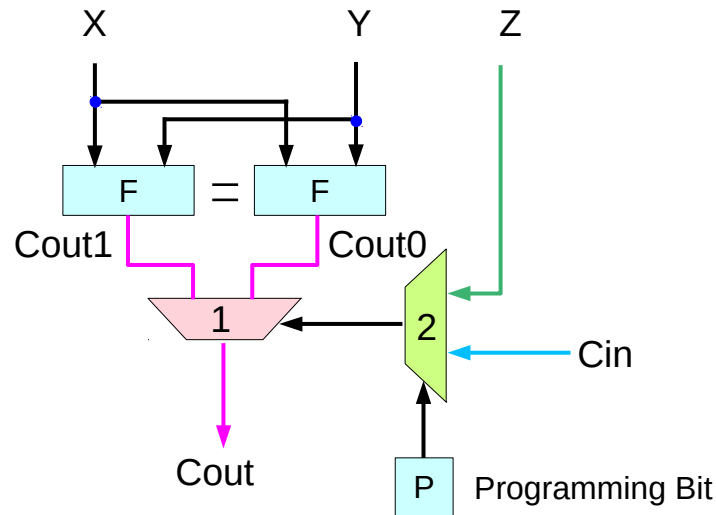 X Y Z
F = F
Cout1 Cout0
1
2
Cin
Cout
P Programming Bit